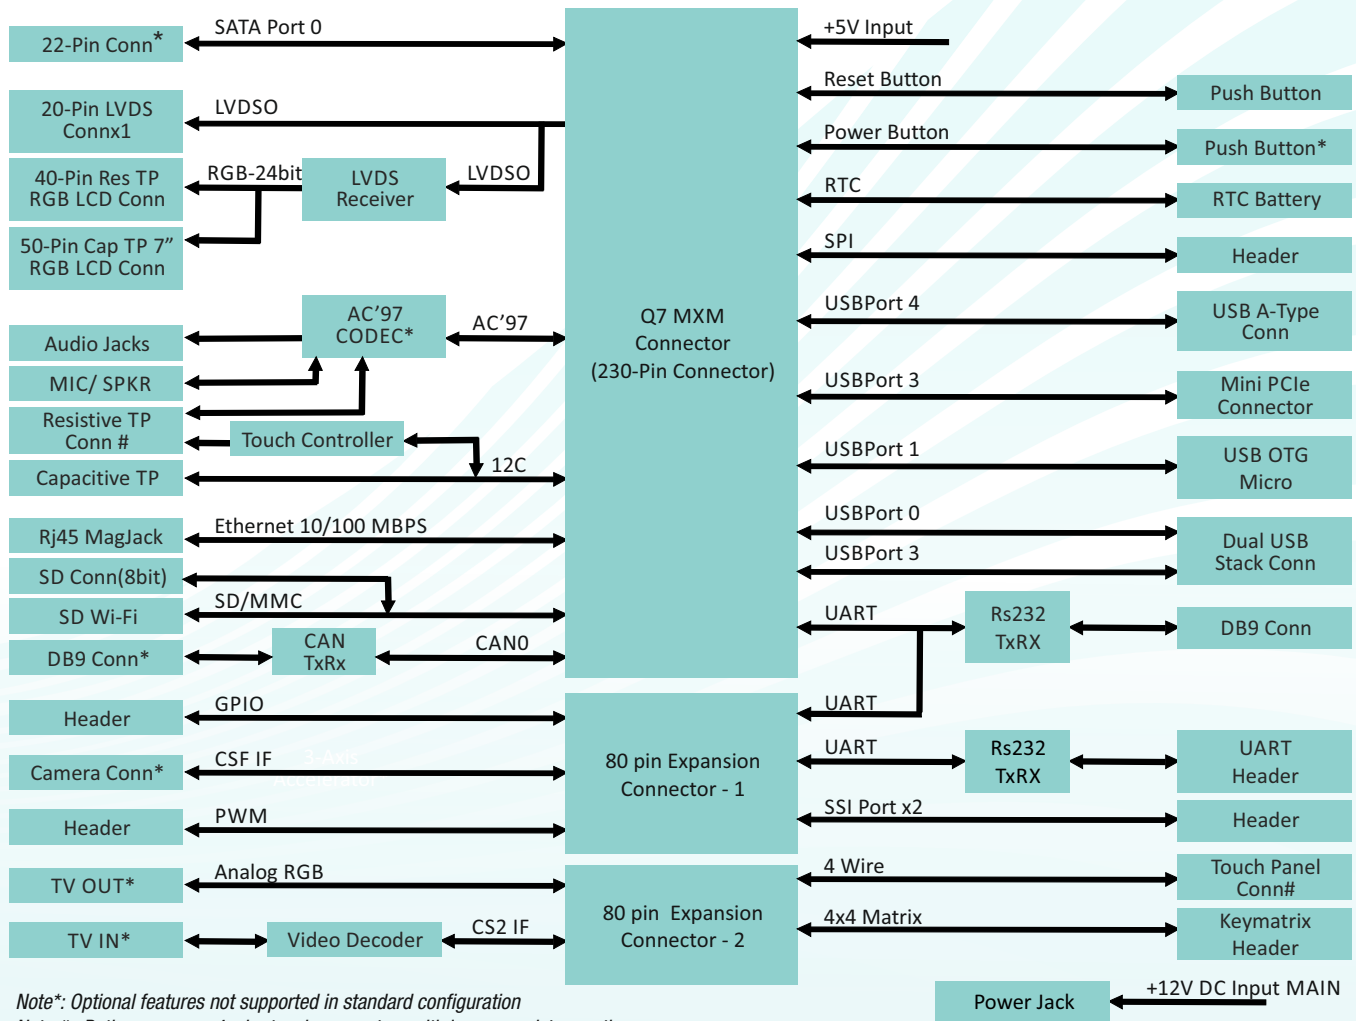 22-Pin Conn*
SATA Port 0
20-Pin LVDS
Connx1
LVDSO
40-Pin Res TP
RGB LCD Conn
RGB-24bit
LVDS
Receiver
LVDSO
50-Pin Cap TP 7”
RGB LCD Conn
Audio Jacks
AC’97
CODEC*
AC’97
MIC/ SPKR
Resistive TP
Conn #
Touch Controller
Capacitive TP
12C
Rj45 MagJack
Ethernet 10/100 MBPS
SD Conn(8bit)
SD Wi-Fi
SD/MMC
DB9 Conn*
CAN
TxRx
CAN0
Header
GPIO
Camera Conn*
CSF IF
3-Axis
Accelerator
Header
PWM
TV OUT*
Analog RGB
TV IN*
Video Decoder
CS2 IF
Q7 MXM
Connector
(230-Pin Connector)
80 pin Expansion
Connector - 1
80 pin Expansion
Connector - 2
+5V Input
Reset Button
Push Button
Power Button
Push Button*
RTC
RTC Battery
SPI
Header
USBPort 4
USB A-Type
Conn
USBPort 3
Mini PCIe
Connector
USBPort 1
USB OTG
Micro
USBPort 0
USBPort 3
Dual USB
Stack Conn
UART
Rs232
TxRX
DB9 Conn
UART
UART
Rs232
TxRX
UART
Header
SSI Port x2
Header
4 Wire
Touch Panel
Conn#
4x4 Matrix
Keymatrix
Header
Power Jack
+12V DC Input MAIN
Note*: Optional features not supported in standard configuration